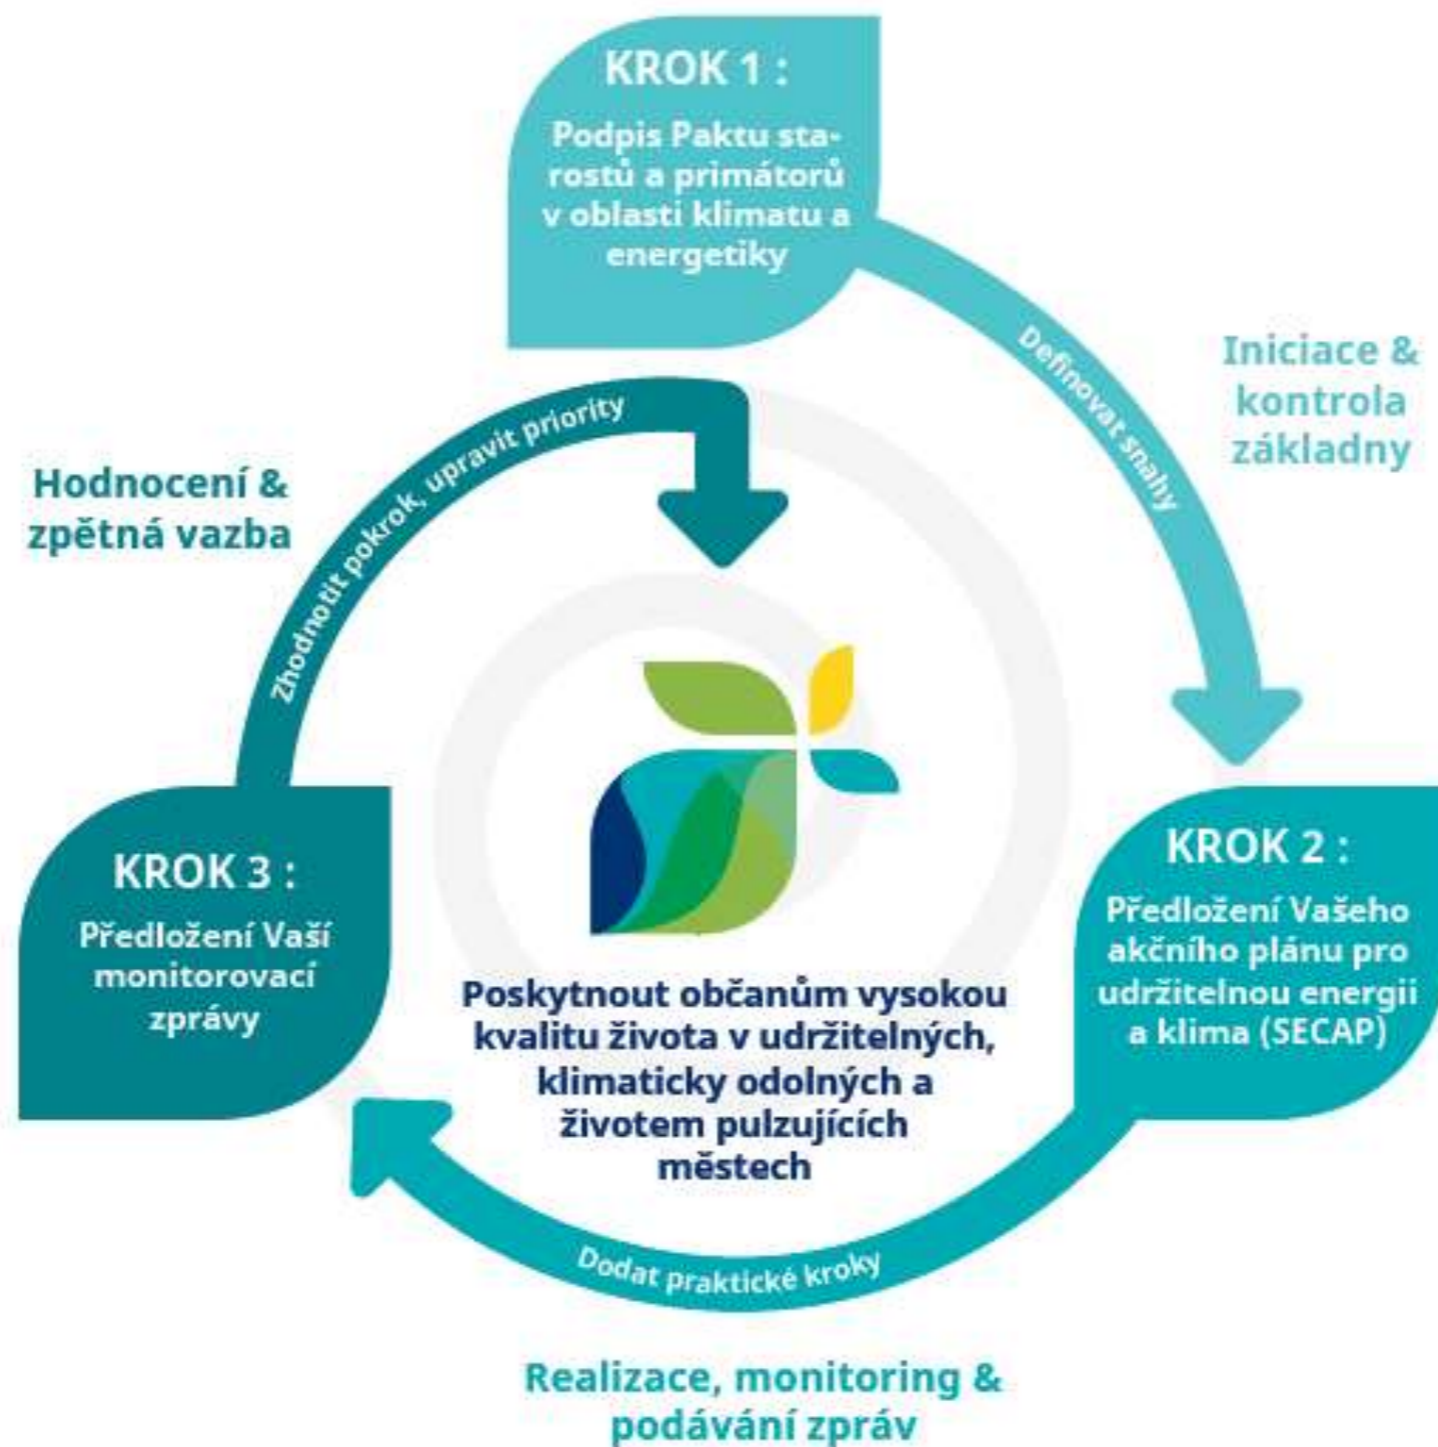 KROK 1 :
Podpis Paktu sta-
rostů a primátorů
v oblasti klimatu a
energetiky
Definovat snahy
Iniciace &
kontrola
základny
KROK 2 :
Předložení Vašeho
akčního plánu pro
udržitelnou energii
a klima (SECAP)
Dodat praktické kroky
Realizace, monitoring &
podávání zpráv
KROK 3 :
Předložení Vaší
monitorovací
zprávy
Zhodnotit pokrok, upravit priority
Hodnocení &
zpětná vazba
Poskytnout občanům vysokou
kvalitu života v udržitelných,
klimaticky odolných a
životem pulzujících
městech